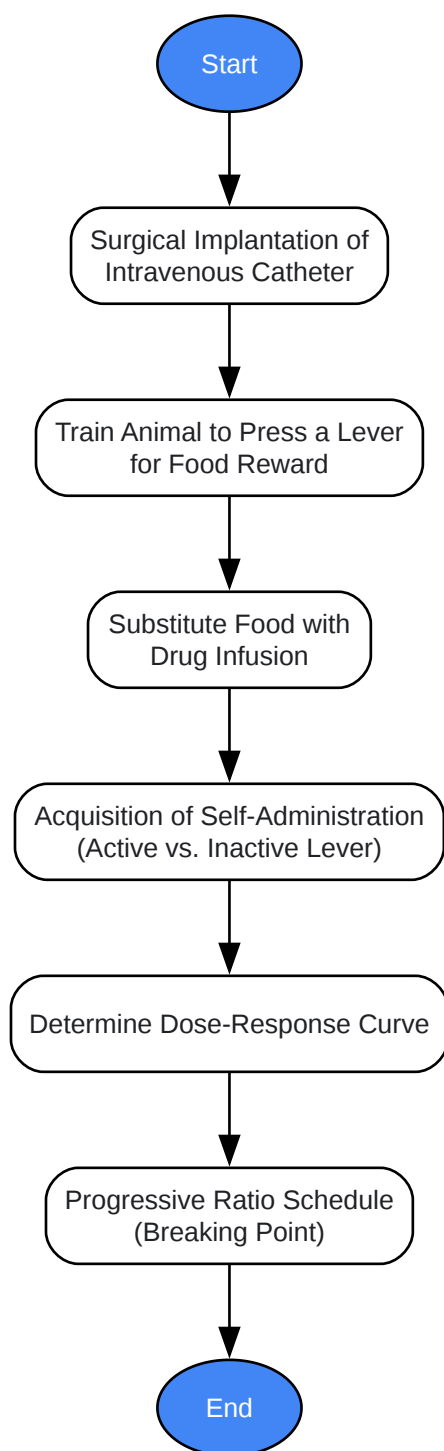 Start
Surgical Implantation of
Intravenous Catheter
Train Animal to Press a Lever
for Food Reward
Substitute Food with
Drug Infusion
Acquisition of Self-Administration
(Active vs. Inactive Lever)
Determine Dose-Response Curve
Progressive Ratio Schedule
(Breaking Point)
End